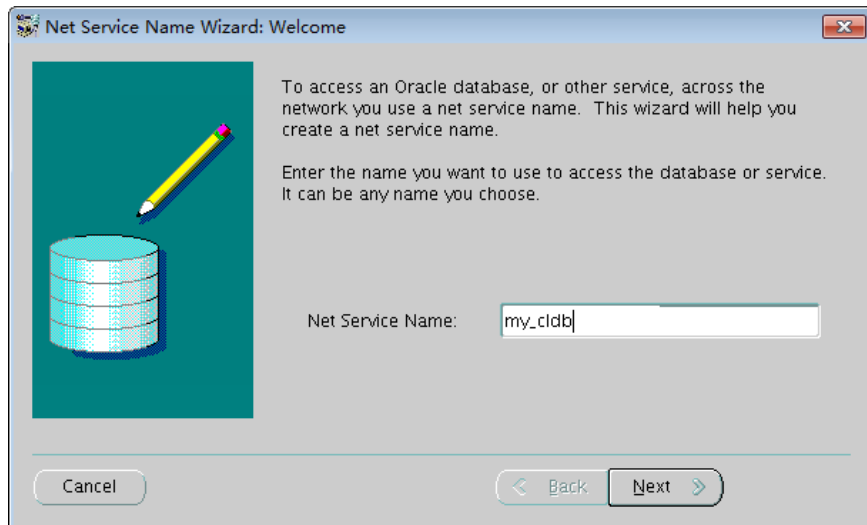 Net Service Name Wizard: Welcome
To access an Oracle database, or other service, across the
network you use a net service name. This wizard will help you
create a net service name.
Enter the name you want to use to access the database or service.
It can be any name you choose.
Net Service Name: my_cldb
Cancel Back Next